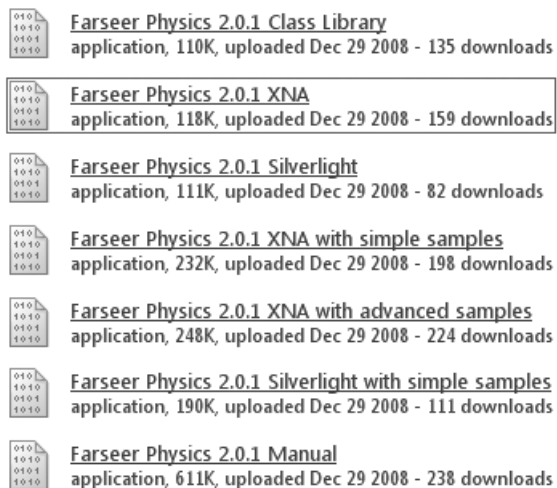 Farseer Physics 2.0.1 Class Library
application, 110K, uploaded Dec 29 2008 - 135 downloads
Farseer Physics 2.0.1 XNA
application, 118K, uploaded Dec 29 2008 - 159 downloads
Farseer Physics 2.0.1 Silverlight
application, 111K, uploaded Dec 29 2008 - 82 downloads
Farseer Physics 2.0.1 XNA with simple samples
application, 232K, uploaded Dec 29 2008 - 198 downloads
Farseer Physics 2.0.1 XNA with advanced samples
application, 248K, uploaded Dec 29 2008 - 224 downloads
Farseer Physics 2.0.1 Silverlight with simple samples
application, 190K, uploaded Dec 29 2008 - 111 downloads
Farseer Physics 2.0.1 Manual
application, 611K, uploaded Dec 29 2008 - 238 downloads